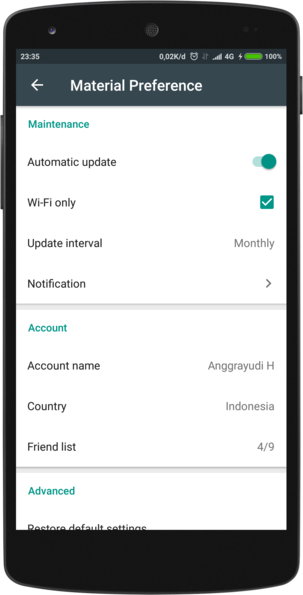 23:35 0,02K/d 4G 100%
Material Preference
Maintenance
Automatic update
Wi-Fi only
Update interval Monthly
Notification
Account
Account name Anggrayudi H
Country Indonesia
Friend list 4/9
Advanced
Restore default settings